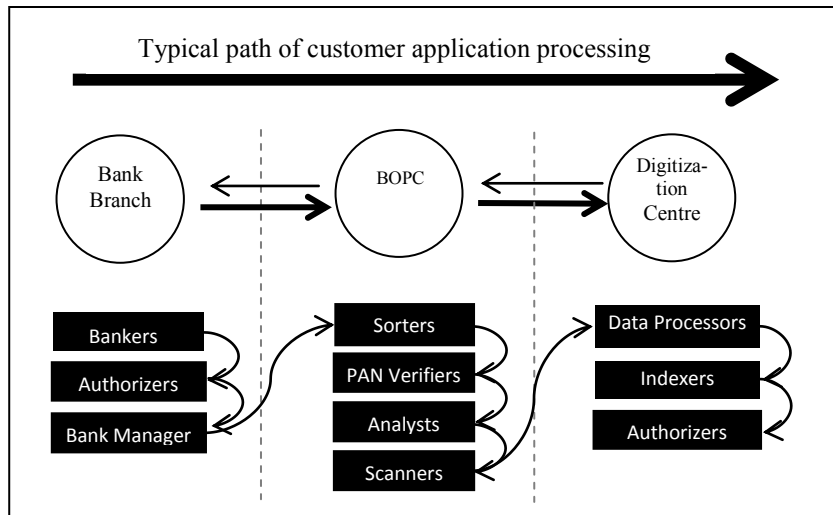 Typical path of customer application processing
Bank
Branch
BOPC
Digitiza-
tion
Centre
Bankers
Authorizers
Bank Manager
Sorters
PAN Verifiers
Analysts
Scanners
Data Processors
Indexers
Authorizers